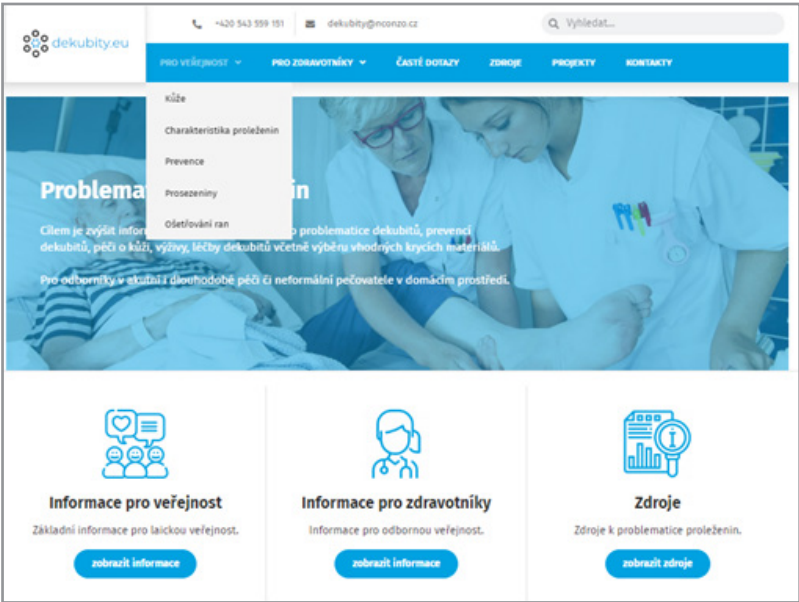 dekubity.eu
+420 543 559 151
dekubity@nconzo.cz
Vyhledat...
PRO VEŘEJNOST
PRO ZDRAVOTNÍKY
ČASTÉ DOTAZY
ZDROJE
PROJEKTY
KONTAKTY
Kůže
Charakteristika proleženin
Prevence
Prosezeniny
Ošetřování ran
Problema in
Cílem je zvýšit infor o problematice dekubitů, prevenci
dekubitů, péči o kůži, výživy, léčby dekubitů včetně výběru vhodných krycích materiálů.
Pro odborníky v akutní i dlouhodobé péči či neformální pečovatele v domácím prostředí.
Informace pro veřejnost
Základní informace pro laickou veřejnost.
zobrazit informace
Informace pro zdravotníky
Informace pro odbornou veřejnost.
zobrazit informace
Zdroje
Zdroje k problematice proleženin.
zobrazit zdroje